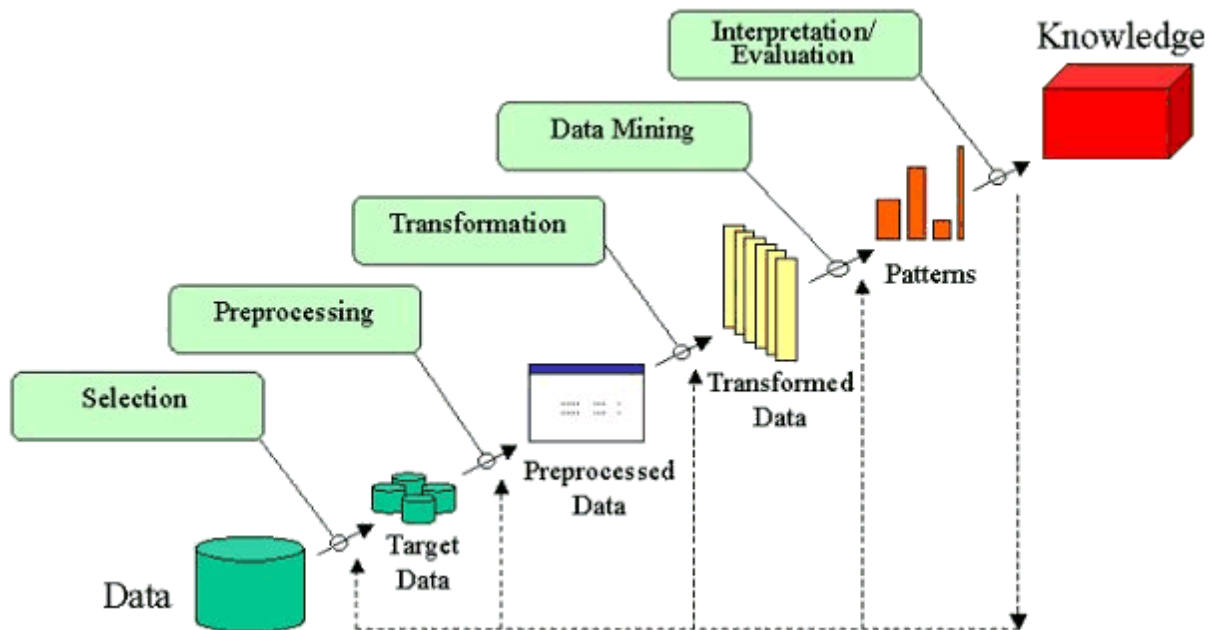 Interpretation/
Evaluation
Knowledge
Data Mining
Transformation
Patterns
Preprocessing
Transformed
Data
Selection
Preprocessed
Data
Target
Data
Data